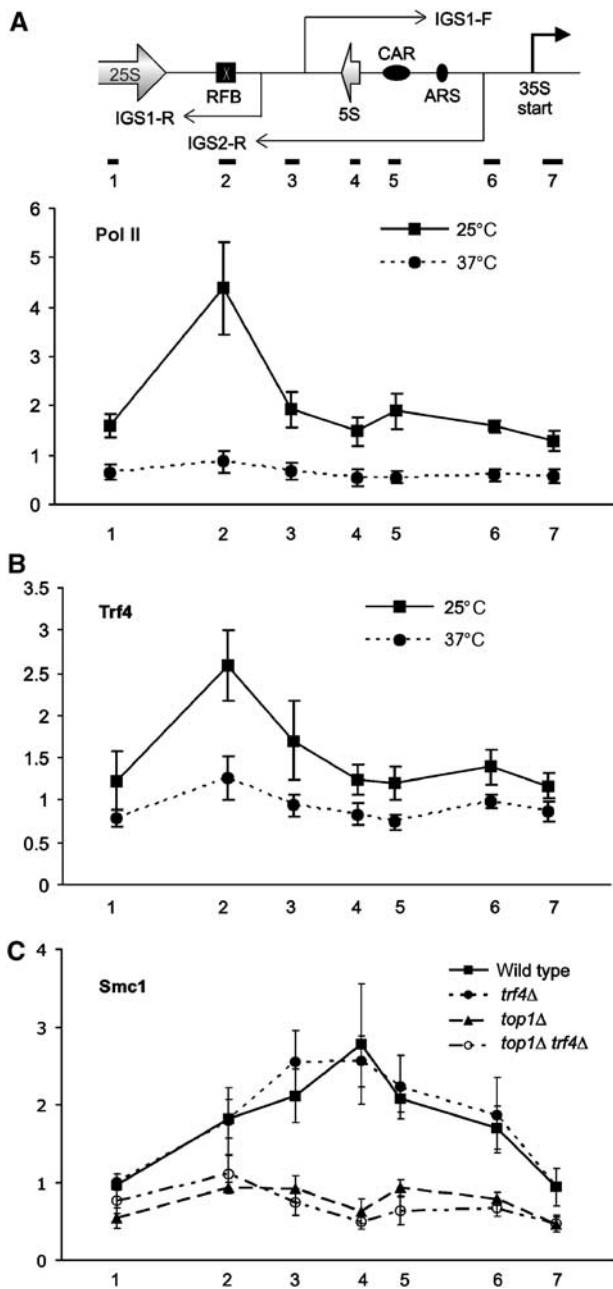 A
IGS1-F
25S
RFB
CAR
ARS
5S
35S
start
IGS1-R
IGS2-R
1 2 3 4 5 6 7
6
Pol II
25°C
37°C
5
4
3
2
1
0
1 2 3 4 5 6 7
B
3.5
Trf4
25°C
37°C
3
2.5
2
1.5
1
0.5
0
1 2 3 4 5 6 7
C
4
Smc1
Wild type
trf4Δ
top1Δ
top1Δ trf4Δ
3
2
1
0
1 2 3 4 5 6 7